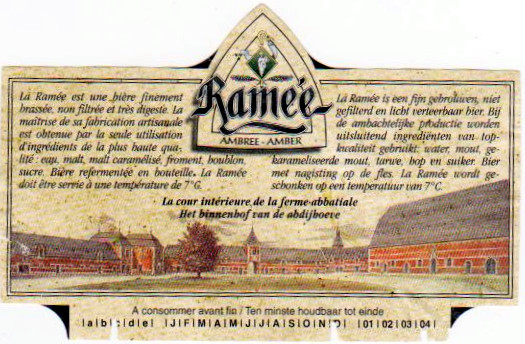 Ramée
AMBREE - AMBER
La Ramée est une bière finement
brassée, non filtrée et très digeste. La
maîtrise de sa fabrication artisanale
est obtenue par la seule utilisation
d'ingrédients de la plus haute qua-
lité : eau, malt, malt caramélisé, froment, houblon,
sucre. Bière refermentée en bouteille. La Ramée
doit être servie à une température de 7°C.
La Ramée is een fijn gebrouwen, niet
gefilterd en licht verteerbaar bier. Bij
de ambachtelijke productie worden
uitsluitend ingrediënten van top-
kwaliteit gebruikt: water, mout, ge-
karameliseerde mout, tarwe, hop en suiker. Bier
met nagisting op de fles. La Ramée wordt ge-
schonken op een temperatuur van 7°C.
La cour intérieure de la ferme-abbatiale
Het binnenhof van de abdijhoeve
A consommer avant fin / Ten minste houdbaar tot einde
|a|b|c|d|e| |J|F|M|A|M|J|J|A|S|O|N|D| |01|02|03|04|